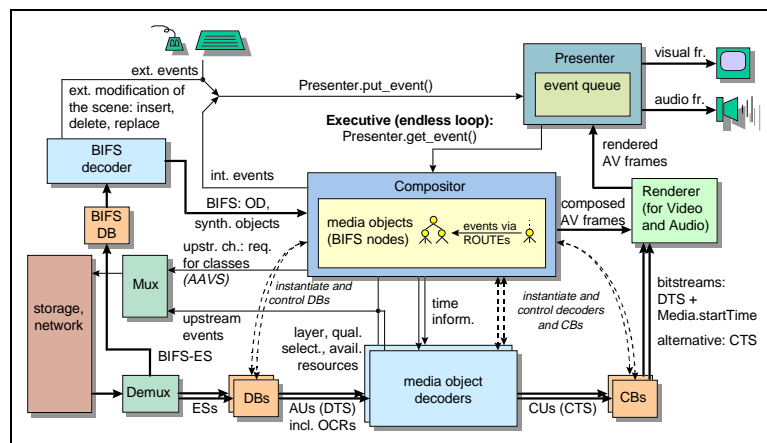 ext. events
ext. modification of
the scene: insert,
delete, replace
Presenter.put_event()
Presenter
event queue
visual fr.
audio fr.
Executive (endless loop):
Presenter.get_event()
rendered
AV frames
BIFS
decoder
int. events
BIFS: OD,
synth. objects
Compositor
media objects
(BIFS nodes)
events via
ROUTEs
composed
AV frames
Renderer
(for Video
and Audio)
BIFS
DB
upstr. ch.: req.
for classes
(AAVS)
Mux
storage,
network
instantiate and
control DBs
time
inform.
instantiate and
control decoders
and CBs
bitstreams:
DTS +
Media.startTime
alternative: CTS
upstream
events
layer, qual.
select., avail.
resources
BIFS-ES
Demux
ESs
DBs
AUs (DTS)
incl. OCRs
media object
decoders
CUs (CTS)
CBs